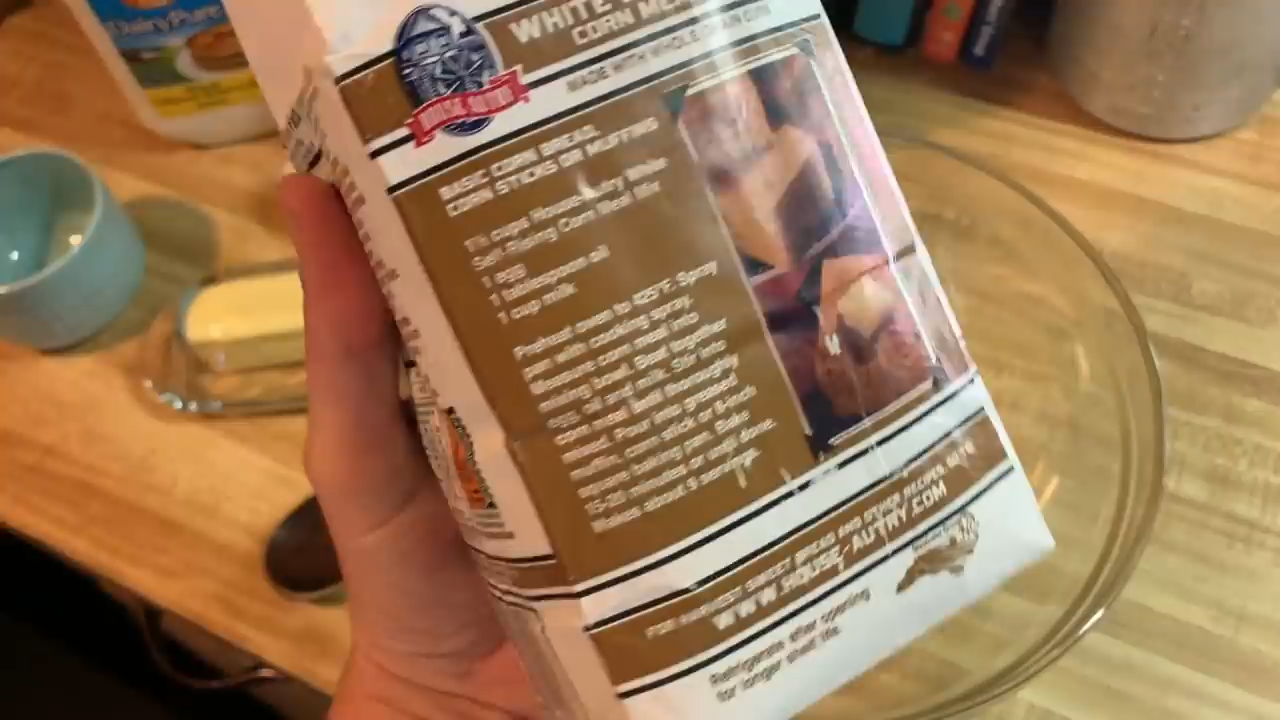 DairyPure
WHITE
CORN MEAL
MADE WITH WHOLE GRAIN CORN
HOUSE-AUTRY
BASIC CORN BREAD,
CORN STICKS OR MUFFINS
1½ cups House-Autry White
Self-Rising Corn Meal Mix
1 egg
1 tablespoon oil
1 cup milk
Preheat oven to 425°F. Spray
pan with cooking spray.
Measure corn meal into
mixing bowl. Beat together
egg, oil and milk. Stir into
corn meal until thoroughly
mixed. Pour into greased
muffin, corn stick or 8-inch
square baking pan. Bake
15-20 minutes or until done.
Makes about 9 servings.
FOR HARVEST SWEET BREAD AND OTHER RECIPES,
WWW.HOUSE-AUTRY.COM
Refrigerate after opening
for longer shelf life.